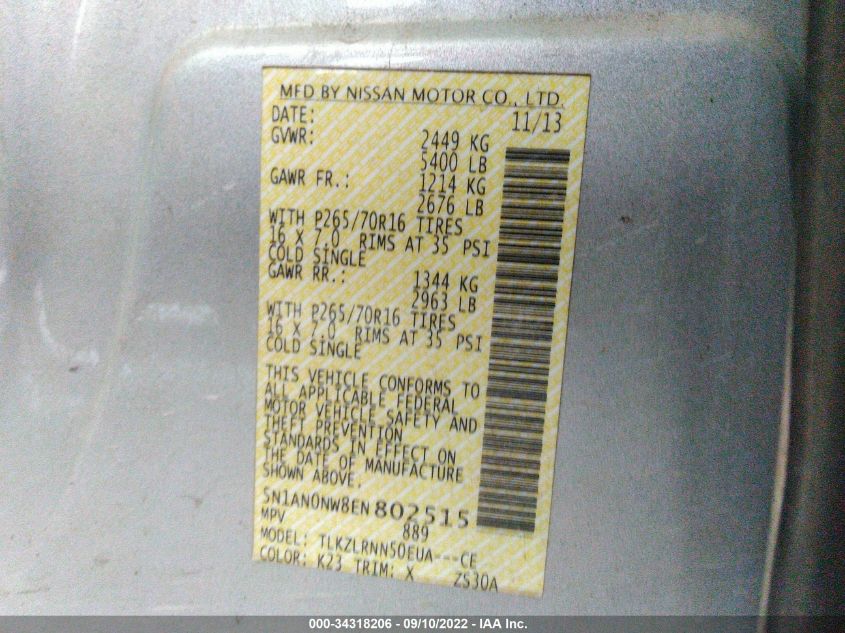 MFD BY NISSAN MOTOR CO., LTD.
DATE: 11/13
GVWR: 2449 KG
5400 LB
GAWR FR.: 1214 KG
2676 LB
WITH P265/70R16 TIRES
16 X 7.0 RIMS AT 35 PSI
COLD SINGLE
GAWR RR.: 1344 KG
2963 LB
WITH P265/70R16 TIRES
16 X 7.0 RIMS AT 35 PSI
COLD SINGLE
THIS VEHICLE CONFORMS TO
ALL APPLICABLE FEDERAL
MOTOR VEHICLE SAFETY AND
THEFT PREVENTION
STANDARDS IN EFFECT ON
THE DATE OF MANUFACTURE
SHOWN ABOVE.
5N1AN0NW8EN802515
MPV 889
MODEL: TLKZLRNN50EUA---CE
COLOR: K23 TRIM: X ZS30A
000-34318206 - 09/10/2022 - IAA Inc.